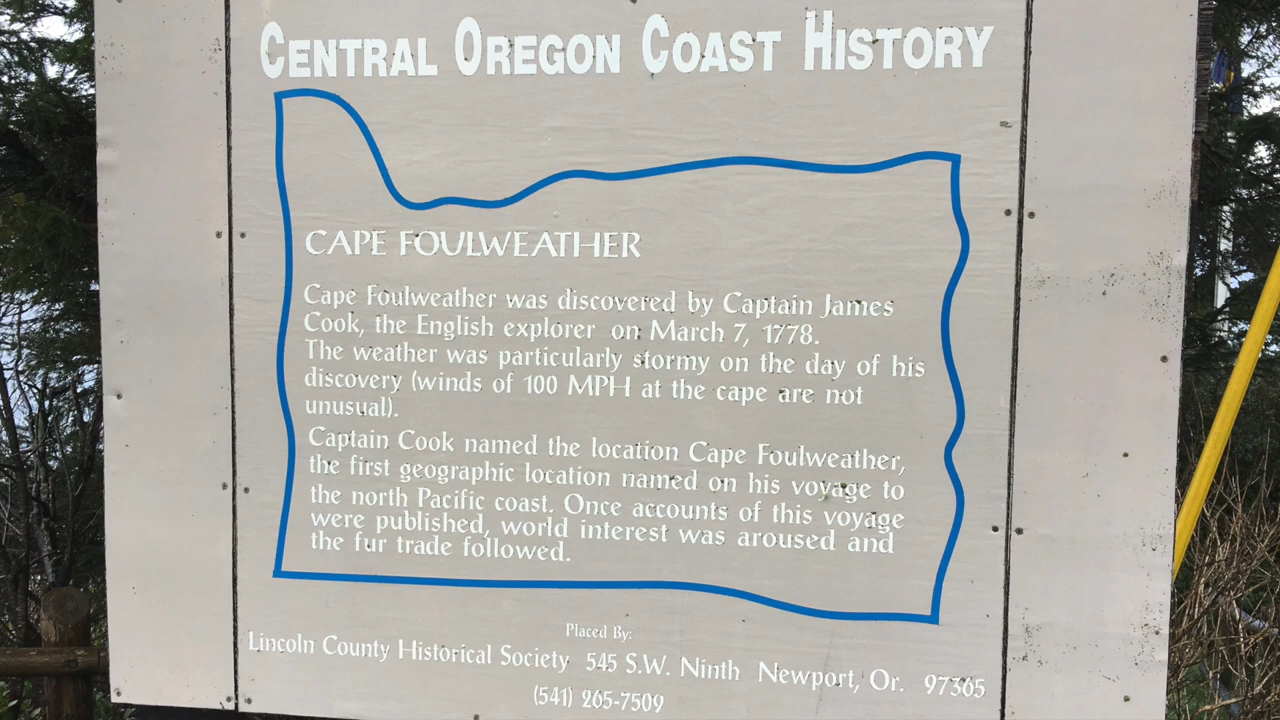 CENTRAL OREGON COAST HISTORY
CAPE FOULWEATHER
Cape Foulweather was discovered by Captain James
Cook, the English explorer on March 7, 1778.
The weather was particularly stormy on the day of his
discovery (winds of 100 MPH at the cape are not
unusual).
Captain Cook named the location Cape Foulweather,
the first geographic location named on his voyage to
the north Pacific coast. Once accounts of this voyage
were published, world interest was aroused and
the fur trade followed.
Placed By:
Lincoln County Historical Society 545 S.W. Ninth Newport, Or. 97365
(541) 265-7509